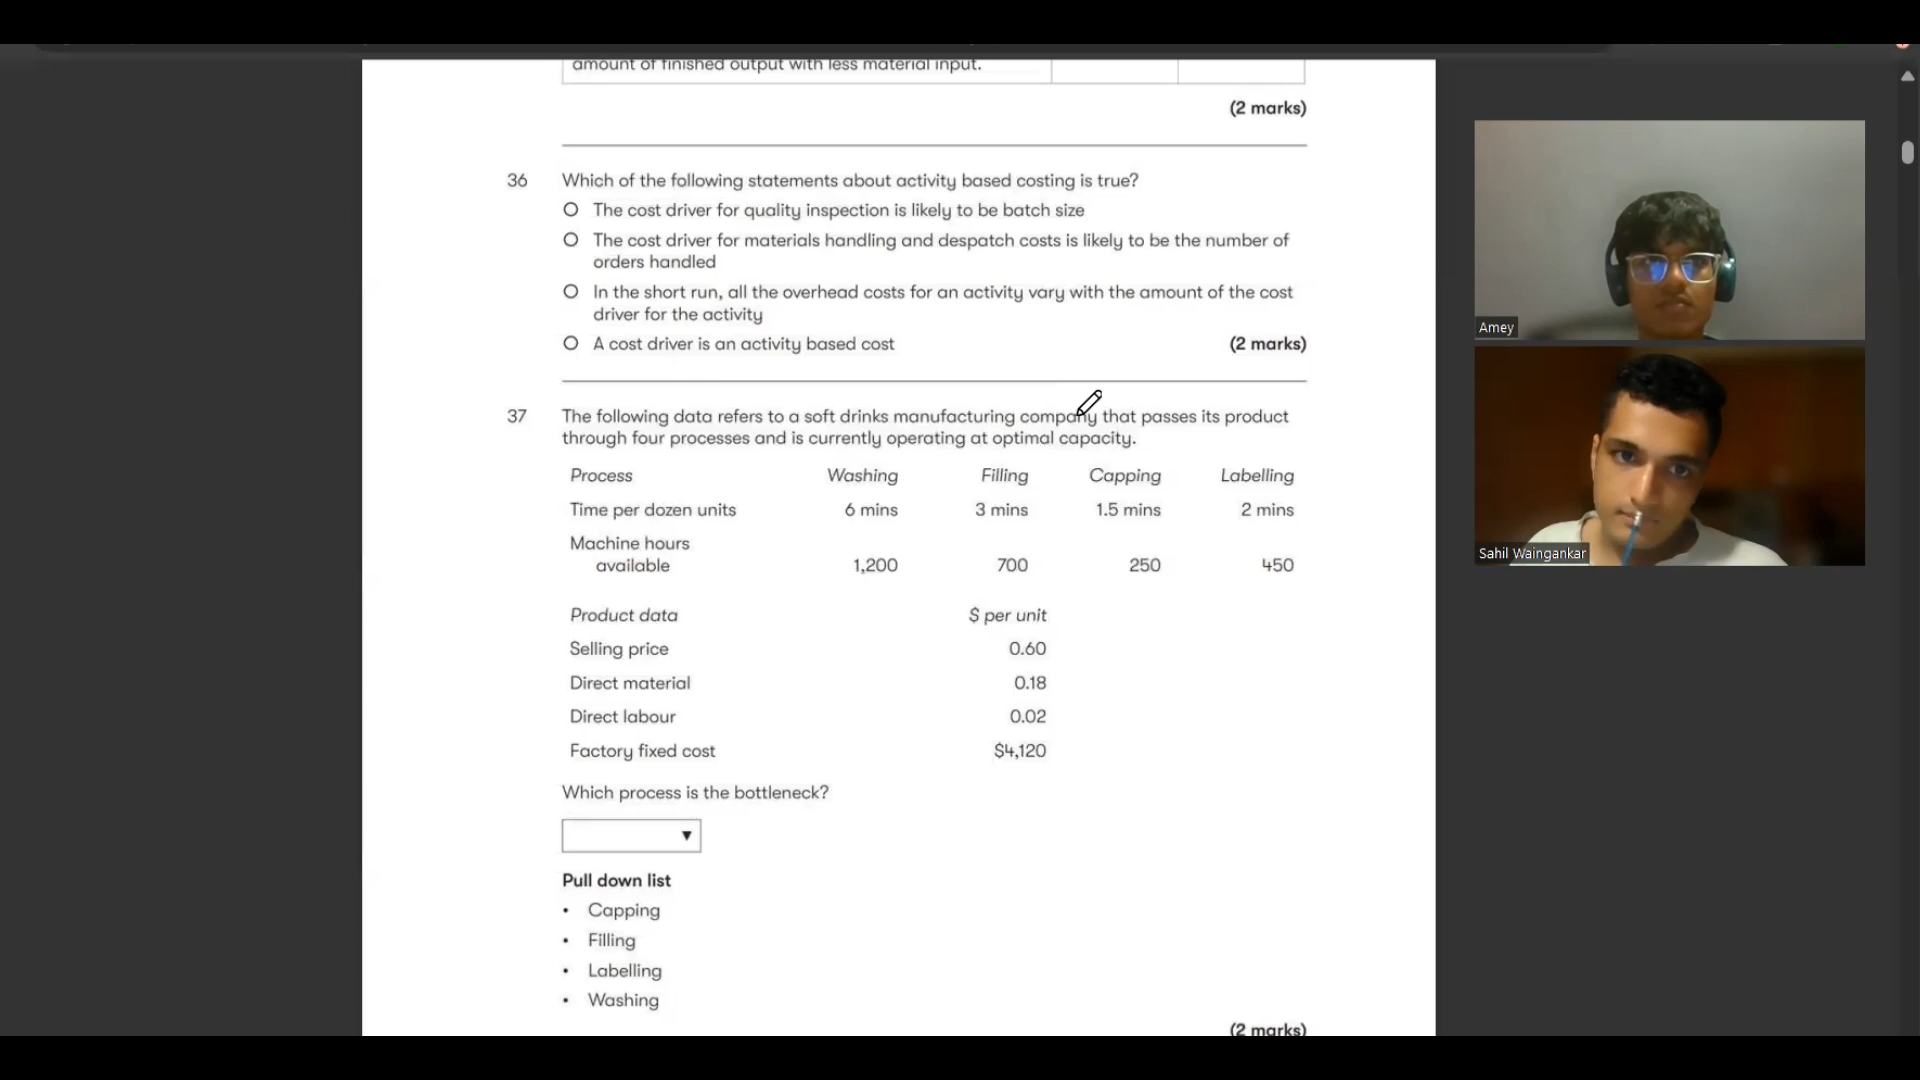 amount of finished output with less material input.
(2 marks)
36 Which of the following statements about activity based costing is true?
The cost driver for quality inspection is likely to be batch size
The cost driver for materials handling and despatch costs is likely to be the number of
orders handled
In the short run, all the overhead costs for an activity vary with the amount of the cost
driver for the activity
A cost driver is an activity based cost (2 marks)
37 The following data refers to a soft drinks manufacturing company that passes its product
through four processes and is currently operating at optimal capacity.
Process Washing Filling Capping Labelling
Time per dozen units 6 mins 3 mins 1.5 mins 2 mins
Machine hours
available 1,200 700 250 450
Product data $ per unit
Selling price 0.60
Direct material 0.18
Direct labour 0.02
Factory fixed cost $4,120
Which process is the bottleneck?
▼
Pull down list
• Capping
• Filling
• Labelling
• Washing
(2 marks)
Amey
Sahil Waingankar